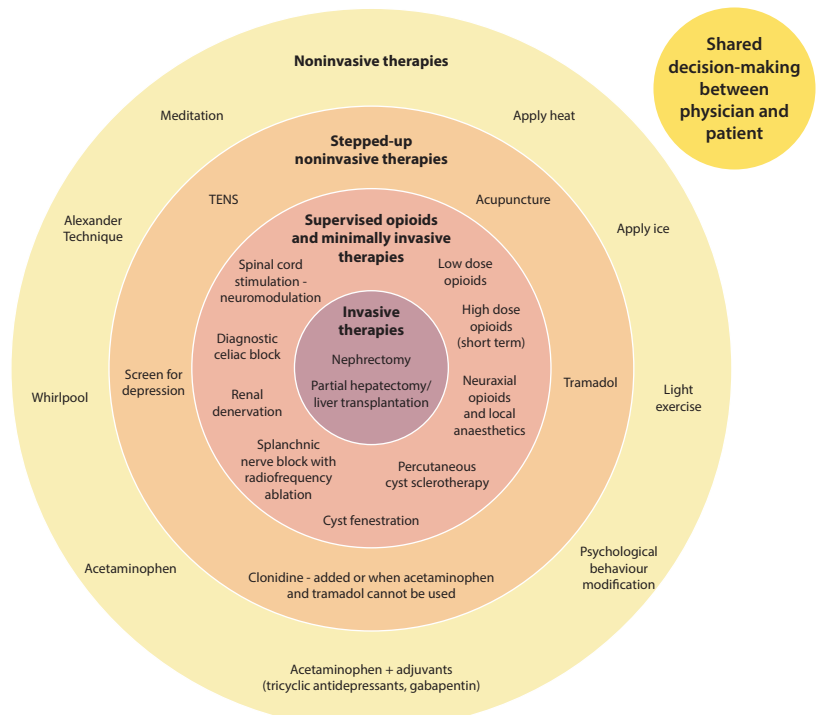 Shared
decision-making
between
physician and
patient
Noninvasive therapies
Meditation
Apply heat
Alexander
Technique
Apply ice
Whirlpool
Light
exercise
Acetaminophen
Psychological
behaviour
modification
Acetaminophen + adjuvants
(tricyclic antidepressants, gabapentin)
Stepped-up
noninvasive therapies
TENS
Acupuncture
Screen for
depression
Tramadol
Clonidine - added or when acetaminophen
and tramadol cannot be used
Supervised opioids
and minimally invasive
therapies
Spinal cord
stimulation -
neuromodulation
Low dose
opioids
Diagnostic
celiac block
High dose
opioids
(short term)
Renal
denervation
Neuraxial
opioids
and local
anaesthetics
Splanchnic
nerve block with
radiofrequency
ablation
Percutaneous
cyst sclerotherapy
Cyst fenestration
Invasive
therapies
Nephrectomy
Partial hepatectomy/
liver transplantation